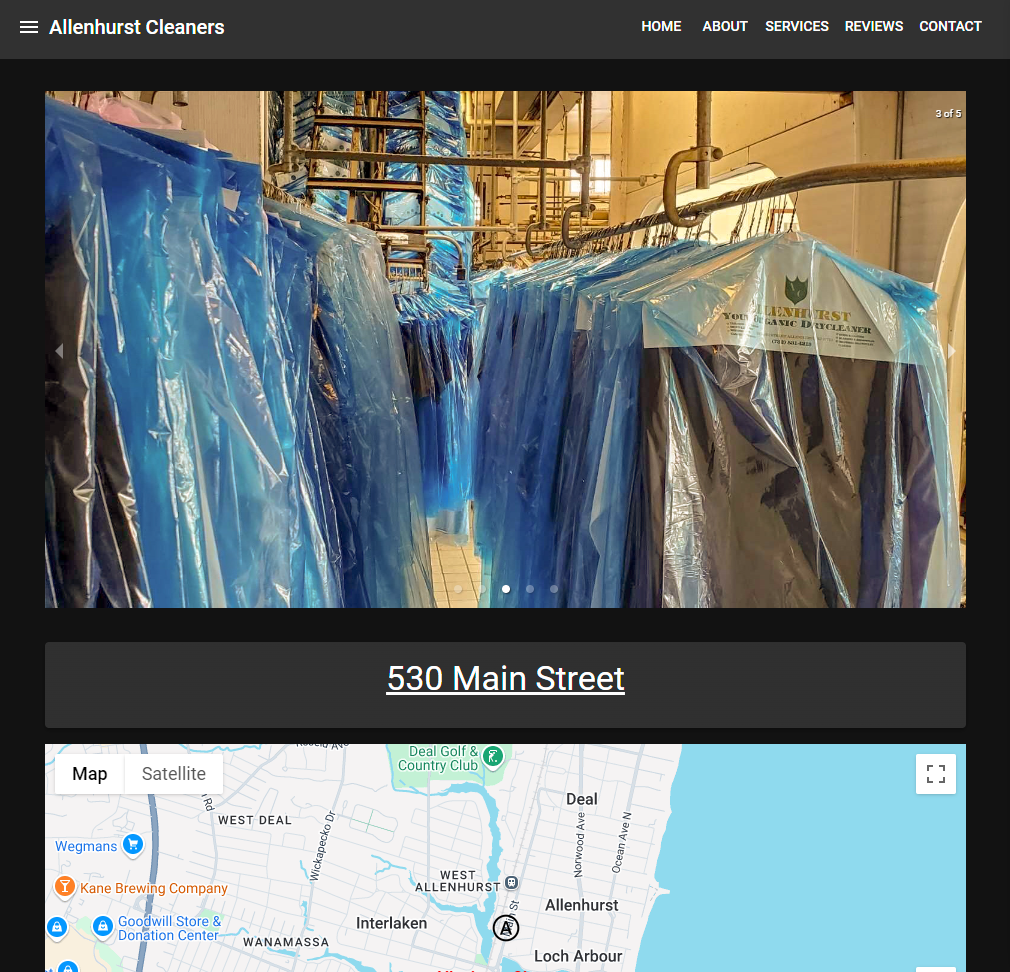 Allenhurst Cleaners
HOME ABOUT SERVICES REVIEWS CONTACT
3 of 5
ALLENHURST
YOUR ORGANIC DRYCLEANER
530 Main Street
Map Satellite
Deal Golf &
Country Club
Deal
WEST DEAL
Rd
Wickapecko Dr
Norwood Ave
Ocean Ave N
Wegmans
WEST
ALLENHURST
Kane Brewing Company
St
Allenhurst
Goodwill Store &
Donation Center
Interlaken
A
WANAMASSA
Loch Arbour